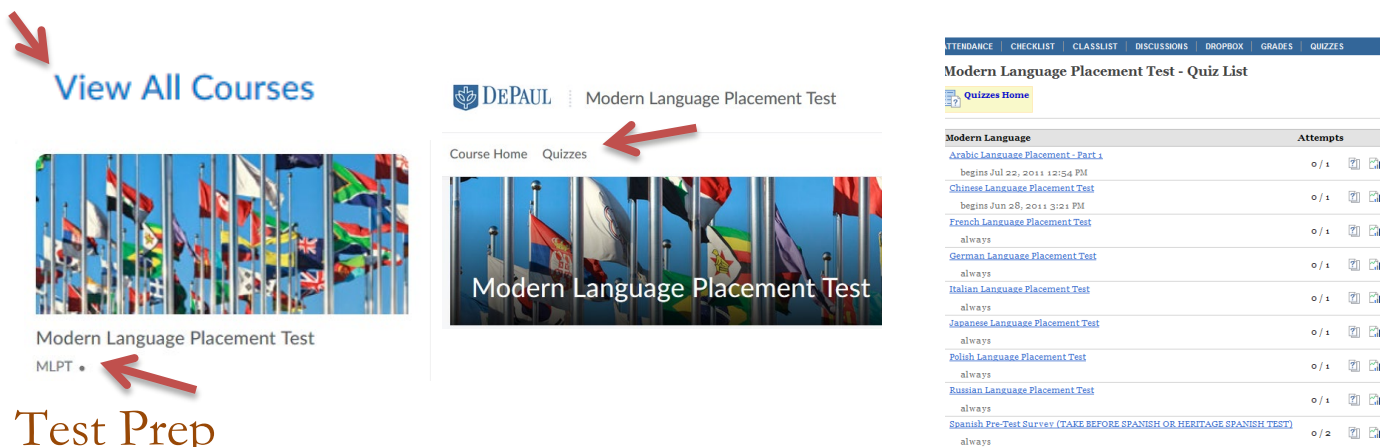 View All Courses
Modern Language Placement Test
MLPT •
Test Prep
DEPAUL Modern Language Placement Test
Course Home Quizzes
Modern Language Placement Test
ATTENDANCE CHECKLIST CLASSLIST DISCUSSIONS DROPBOX GRADES QUIZZES
Modern Language Placement Test - Quiz List
Quizzes Home
Modern Language Attempts
Arabic Language Placement - Part 1
0 / 1
begins Jul 22, 2011 12:54 PM
Chinese Language Placement Test
0 / 1
begins Jun 28, 2011 3:21 PM
French Language Placement Test
0 / 1
always
German Language Placement Test
0 / 1
always
Italian Language Placement Test
0 / 1
always
Japanese Language Placement Test
0 / 1
always
Polish Language Placement Test
0 / 1
always
Russian Language Placement Test
0 / 1
always
Spanish Pre-Test Survey (TAKE BEFORE SPANISH OR HERITAGE SPANISH TEST)
0 / 2
always